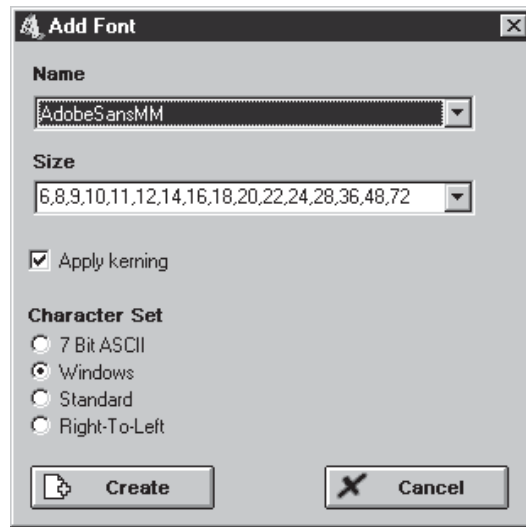 Add Font
Name
AdobeSansMM
Size
6,8,9,10,11,12,14,16,18,20,22,24,28,36,48,72
Apply kerning
Character Set
7 Bit ASCII
Windows
Standard
Right-To-Left
Create Cancel